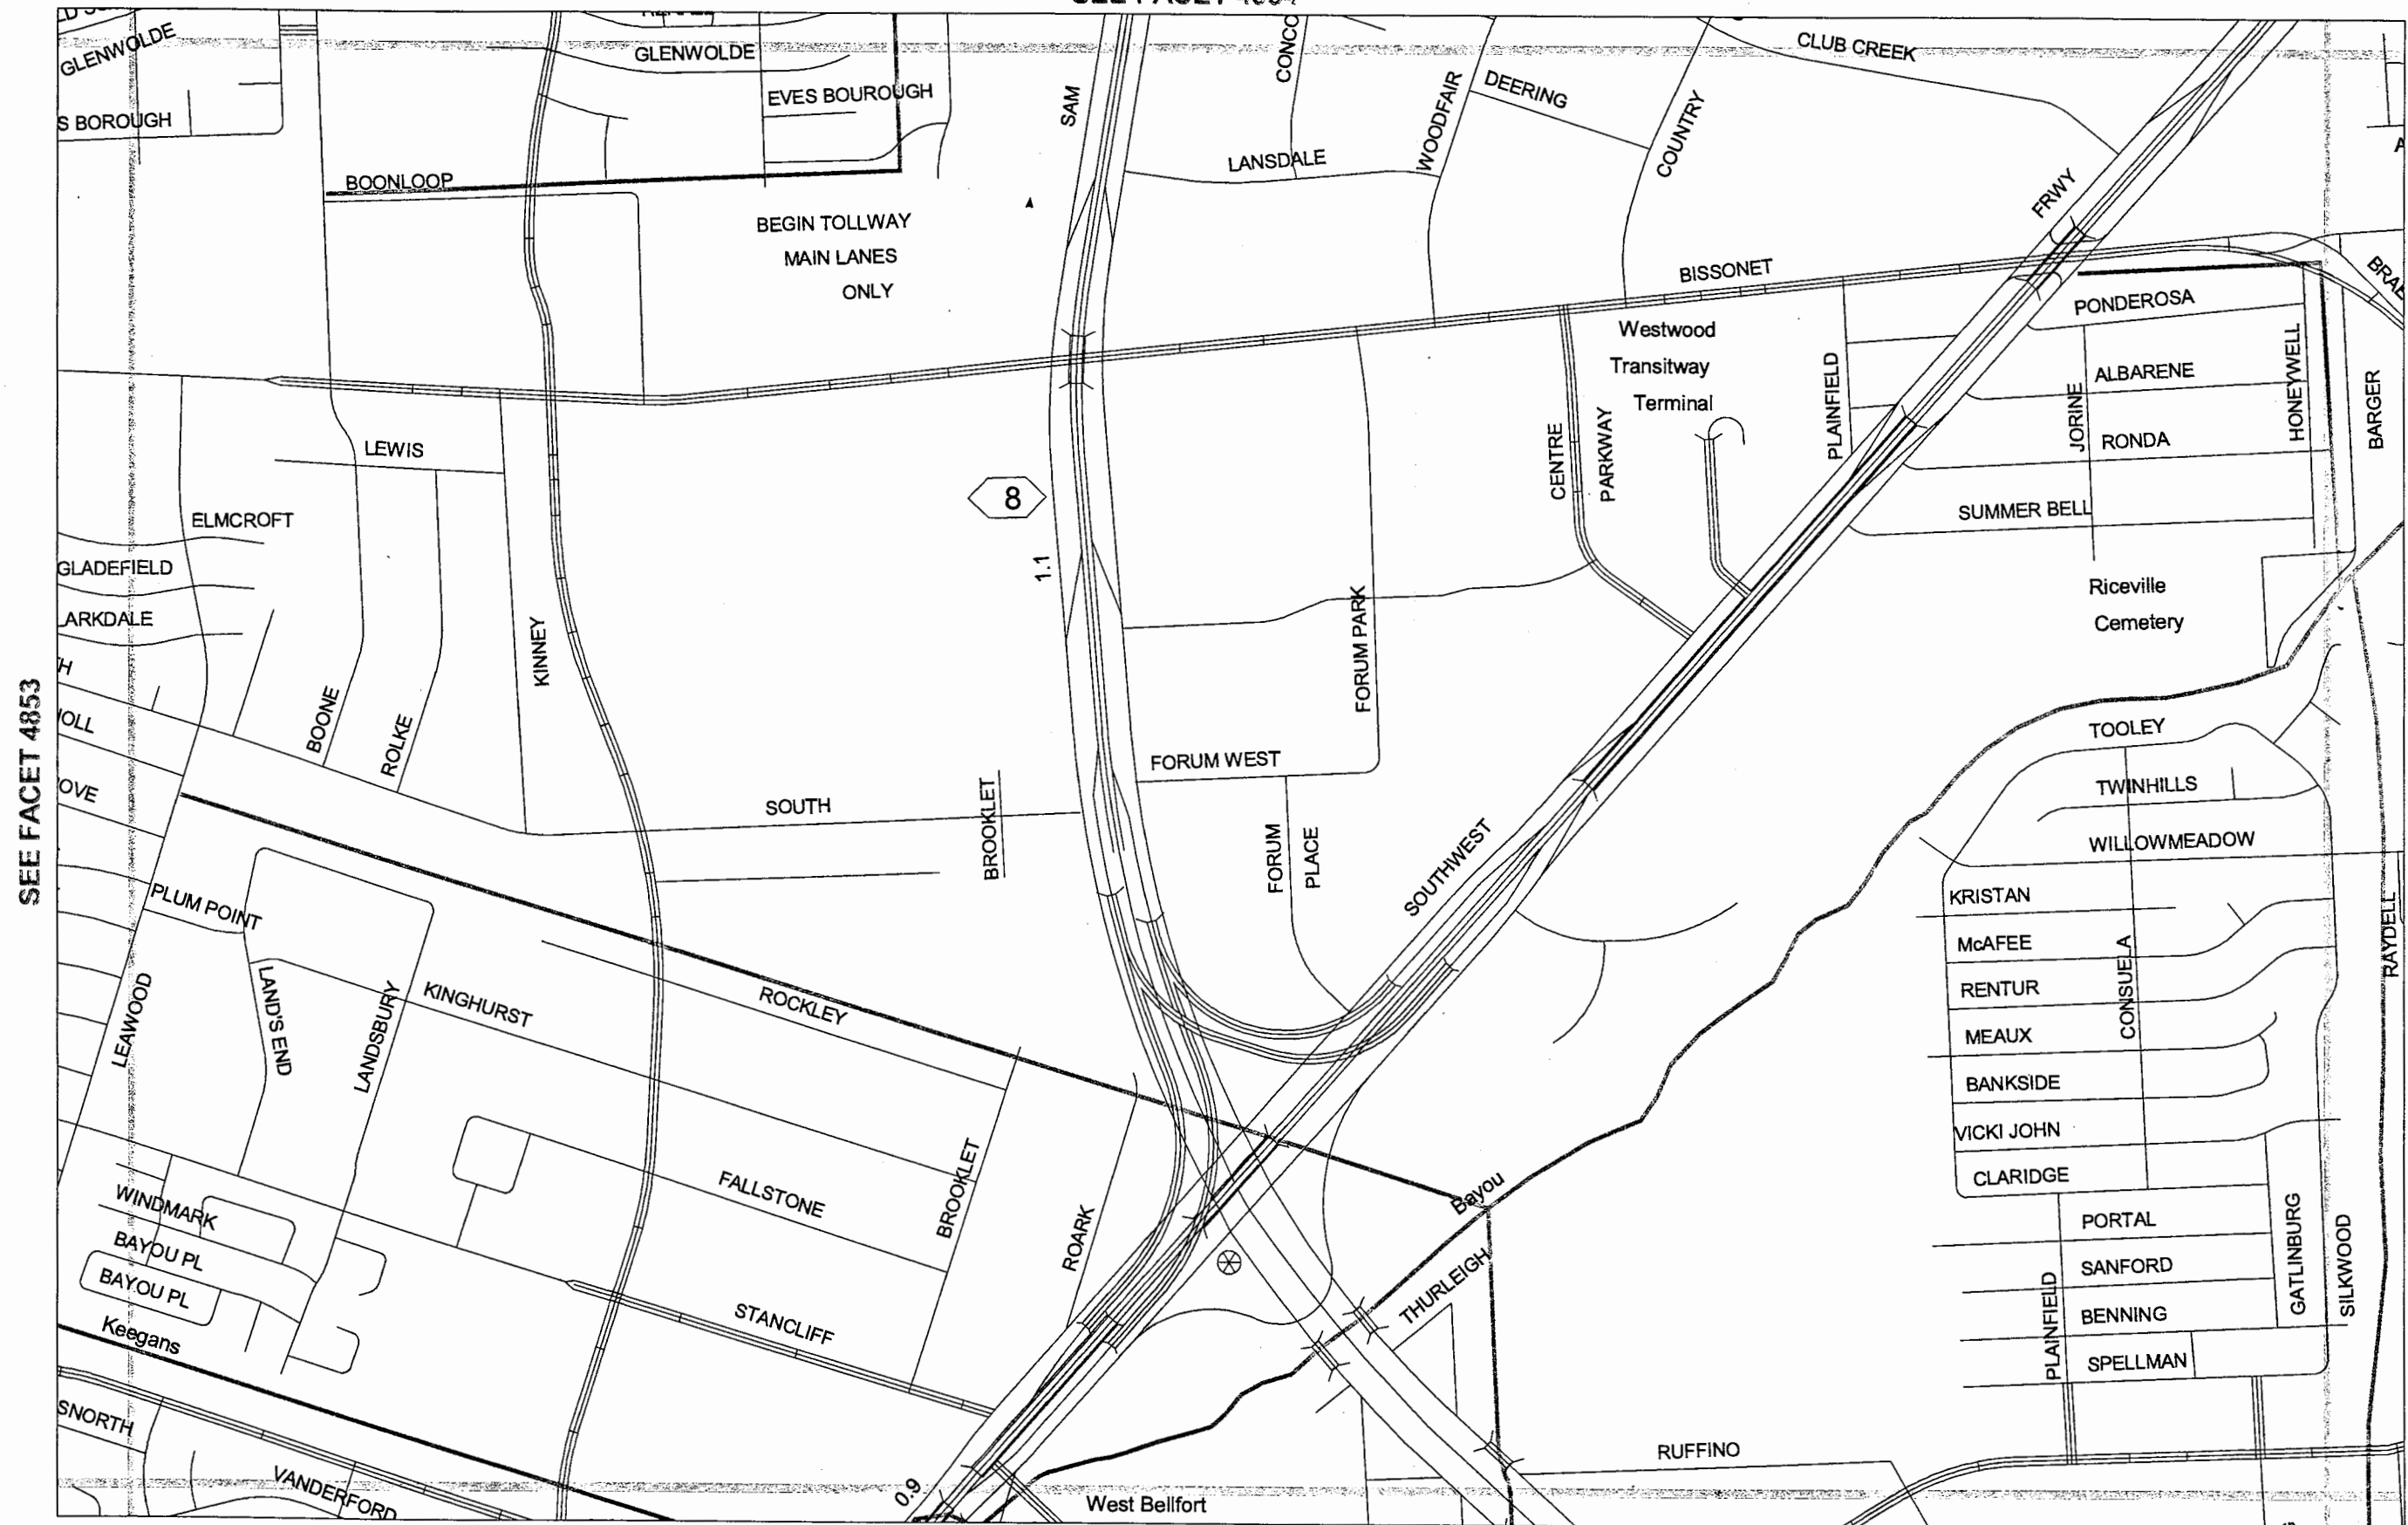 GLENWOLDE
S BOROUGH
GLENWOLDE
EVES BOUROUGH
BOONLOOP
BEGIN TOLLWAY
MAIN LANES
ONLY
SAM
CONCO
LANSDALE
WOODFAIR
DEERING
COUNTRY
CLUB CREEK
FRWY
BISSONET
BRAE
Westwood
Transitway
Terminal
CENTRE
PARKWAY
PLAINFIELD
PONDEROSA
ALBARENE
JORINE
RONDA
HONEYWELL
BARGER
SUMMER BELL
Riceville
Cemetery
LEWIS
ELMCROFT
GLADEFIELD
ARKDALE
H
OLL
OVE
BOONE
ROLKE
KINNEY
8
1.1
FORUM PARK
FORUM WEST
FORUM
PLACE
SOUTH
BROOKLET
SOUTHWEST
SEE FACET 4853
TOOLEY
TWINHILLS
WILLOWMEADOW
KRISTAN
McAFEE
RENTUR
MEAUX
BANKSIDE
VICKI JOHN
CLARIDGE
CONSUELA
RAYDELL
PORTAL
SANFORD
BENNING
SPELLMAN
PLAINFIELD
GATLINBURG
SILKWOOD
PLUM POINT
LEAWOOD
LAND'S END
LANDSBURY
KINGHURST
ROCKLEY
FALLSTONE
BROOKLET
ROARK
Bayou
THURLEIGH
WINDMARK
BAYOU PL
BAYOU PL
Keegans
STANCLIFF
SNORTH
VANDERFORD
0.9
West Bellfort
RUFFINO